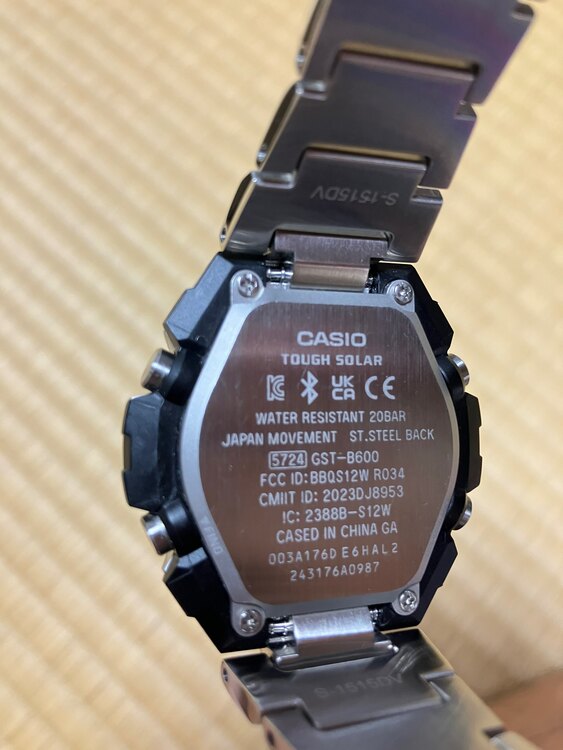 S-1515DV
CASIO
TOUGH SOLAR
UK
CA CE
WATER RESISTANT 20BAR
JAPAN MOVEMENT ST.STEEL BACK
5724 GST-B600
FCC ID:BBQS12W R034
CMIIT ID: 2023DJ8953
IC: 2388B-S12W
CASED IN CHINA GA
003A176D E6HAL2
243176A0987
S-1515DV